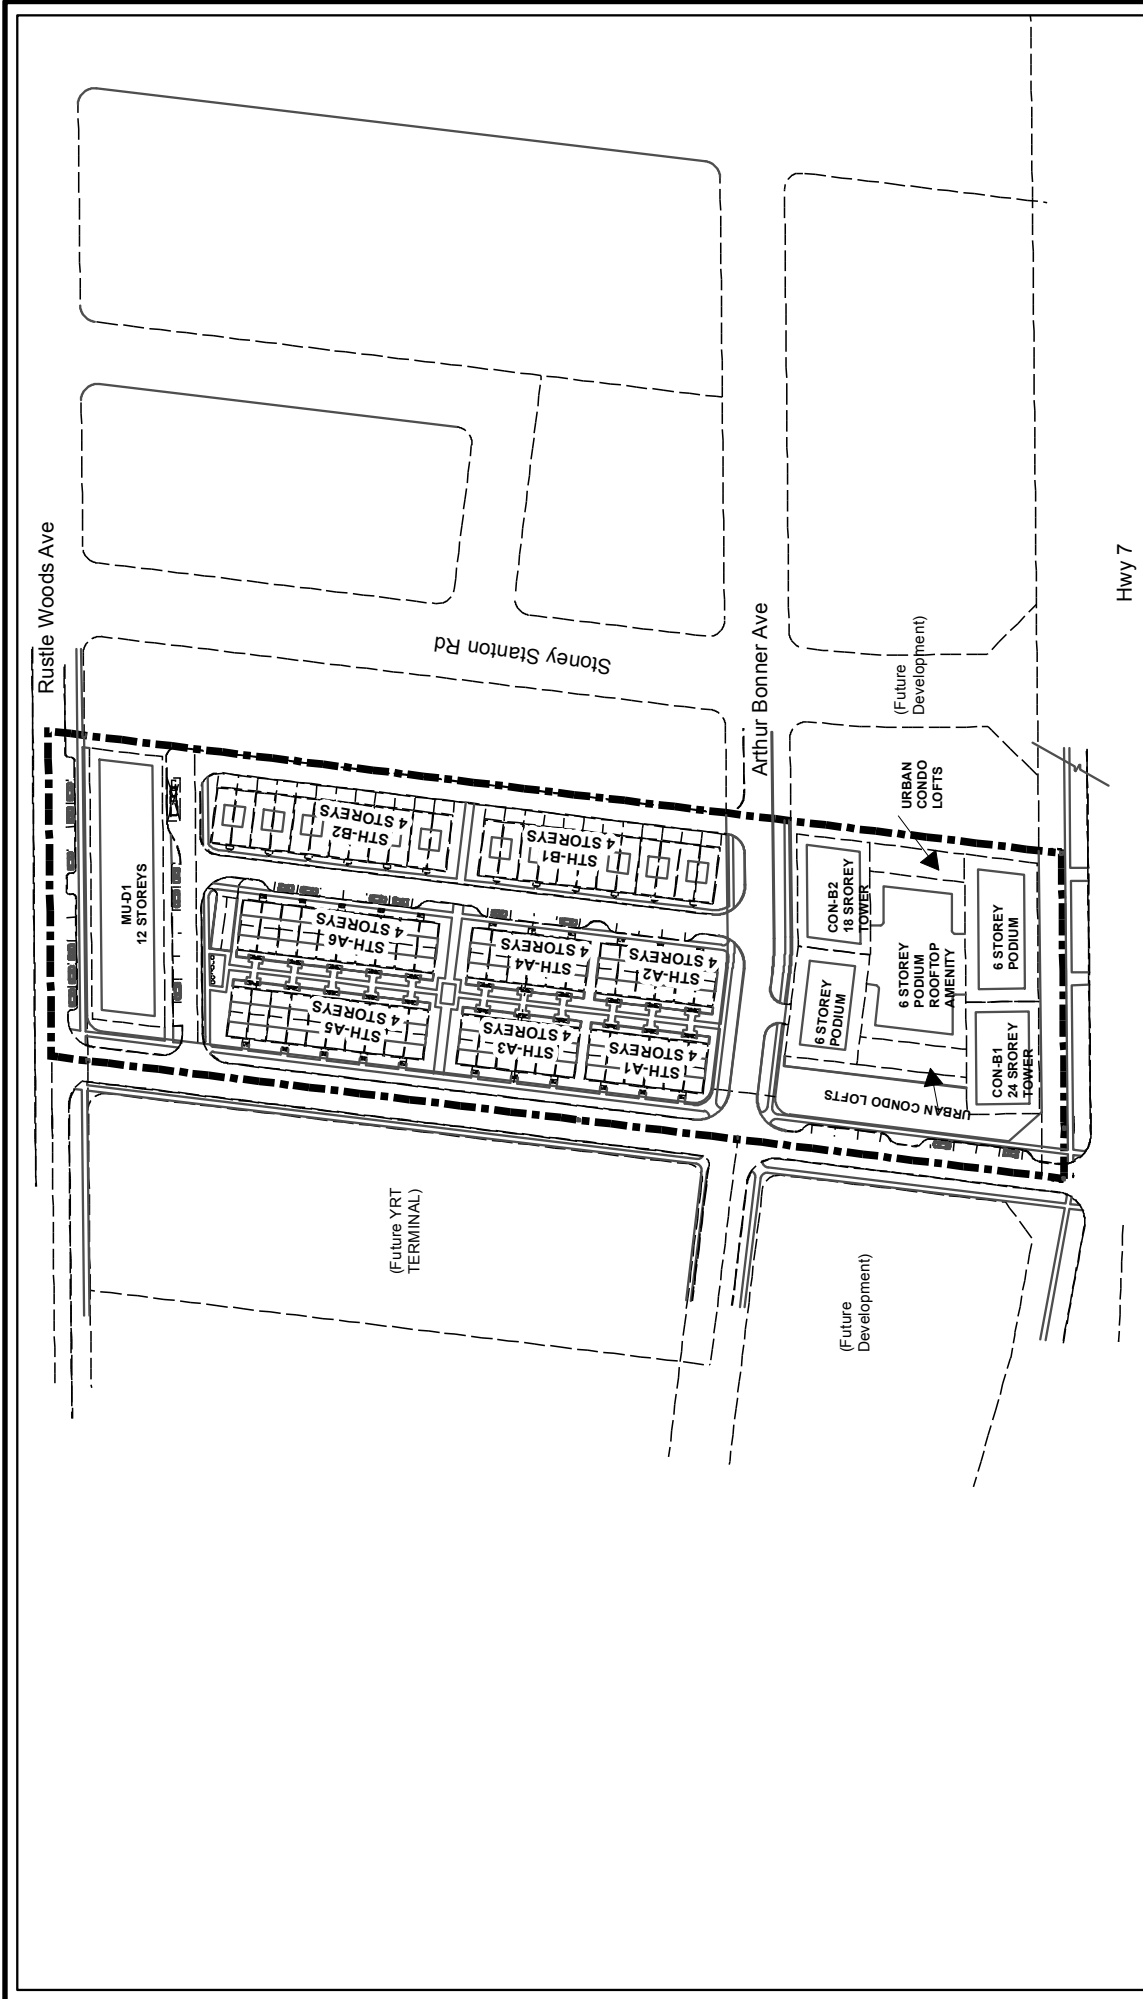 Rustle Woods Ave
MU-D1
12 STOREYS
STH-B2
4 STOREYS
STH-B1
4 STOREYS
STH-A6
4 STOREYS
STH-A4
4 STOREYS
STH-A2
4 STOREYS
STH-A5
4 STOREYS
STH-A3
4 STOREYS
STH-A1
4 STOREYS
Stoney Stanton Rd
Arthur Bonner Ave
(Future YRT
TERMINAL)
(Future
Development)
(Future
Development)
URBAN
CONDO
LOFTS
CON-B2
18 SROREY
TOWER
6 STOREY
PODIUM
6 STOREY
PODIUM
ROOFTOP
AMENITY
6 STOREY
PODIUM
CON-B1
24 SROREY
TOWER
URBAN CONDO LOFTS
Hwy 7